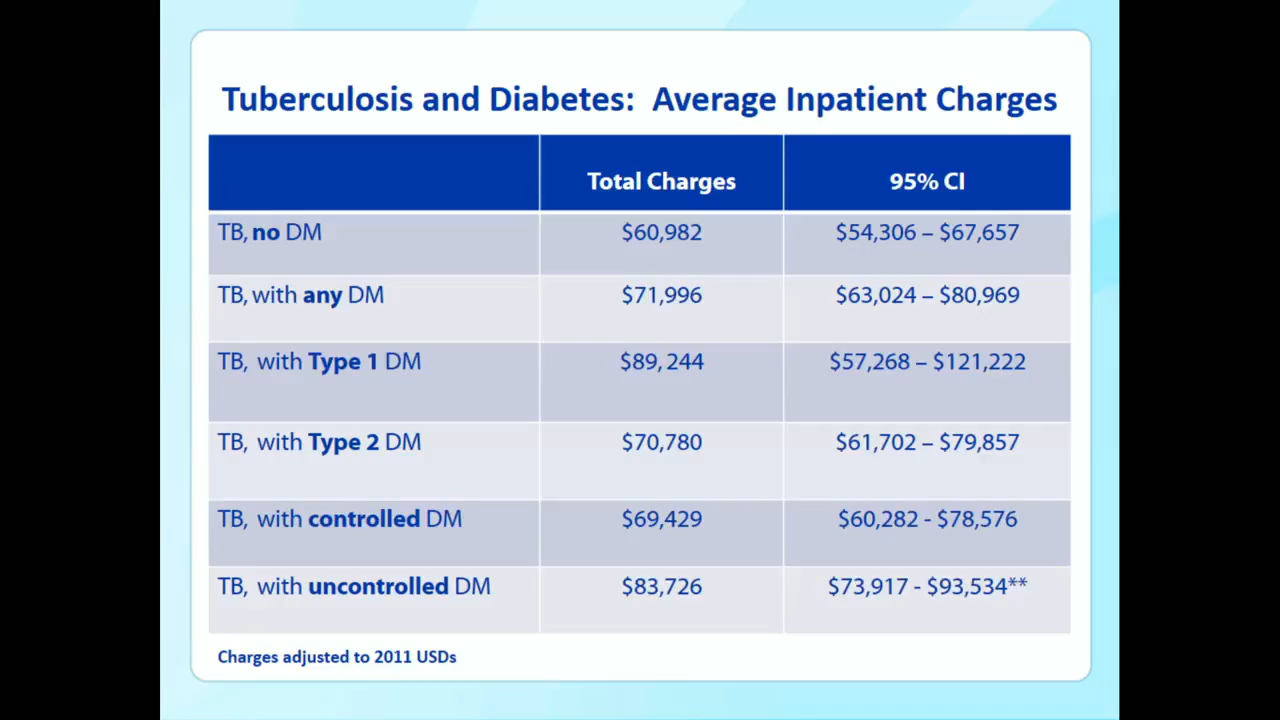 Tuberculosis and Diabetes: Average Inpatient Charges
Total Charges 95% CI
TB, no DM $60,982 $54,306 – $67,657
TB, with any DM $71,996 $63,024 – $80,969
TB, with Type 1 DM $89, 244 $57,268 – $121,222
TB, with Type 2 DM $70,780 $61,702 – $79,857
TB, with controlled DM $69,429 $60,282 - $78,576
TB, with uncontrolled DM $83,726 $73,917 - $93,534**
Charges adjusted to 2011 USDs